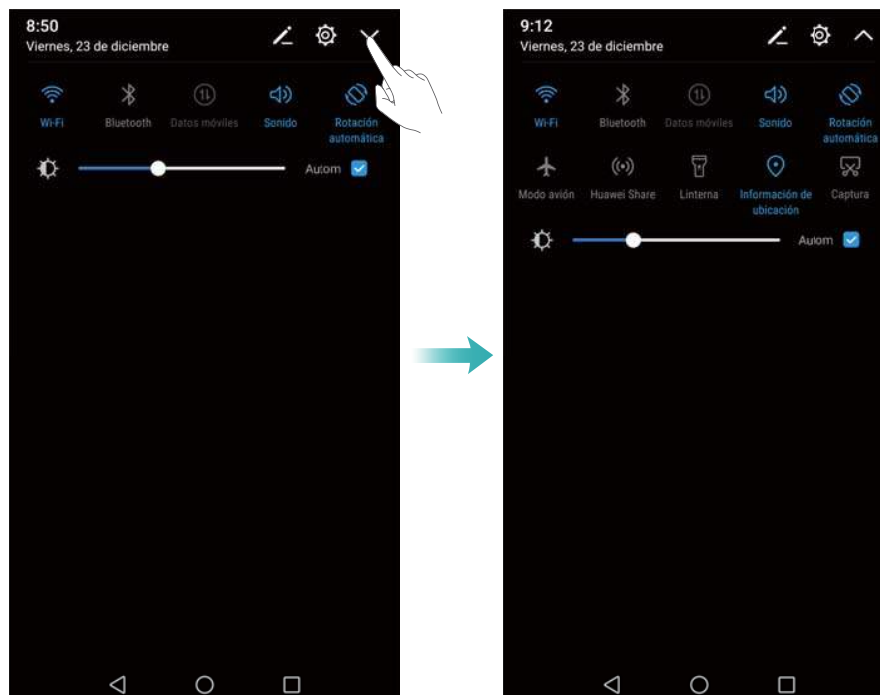 8:50
Viernes, 23 de diciembre
Wi-Fi Bluetooth Datos móviles Sonido Rotación
automática
Autom
9:12
Viernes, 23 de diciembre
Wi-Fi Bluetooth Datos móviles Sonido Rotación
automática
Modo avión Huawei Share Linterna Información de
ubicación Captura
Autom